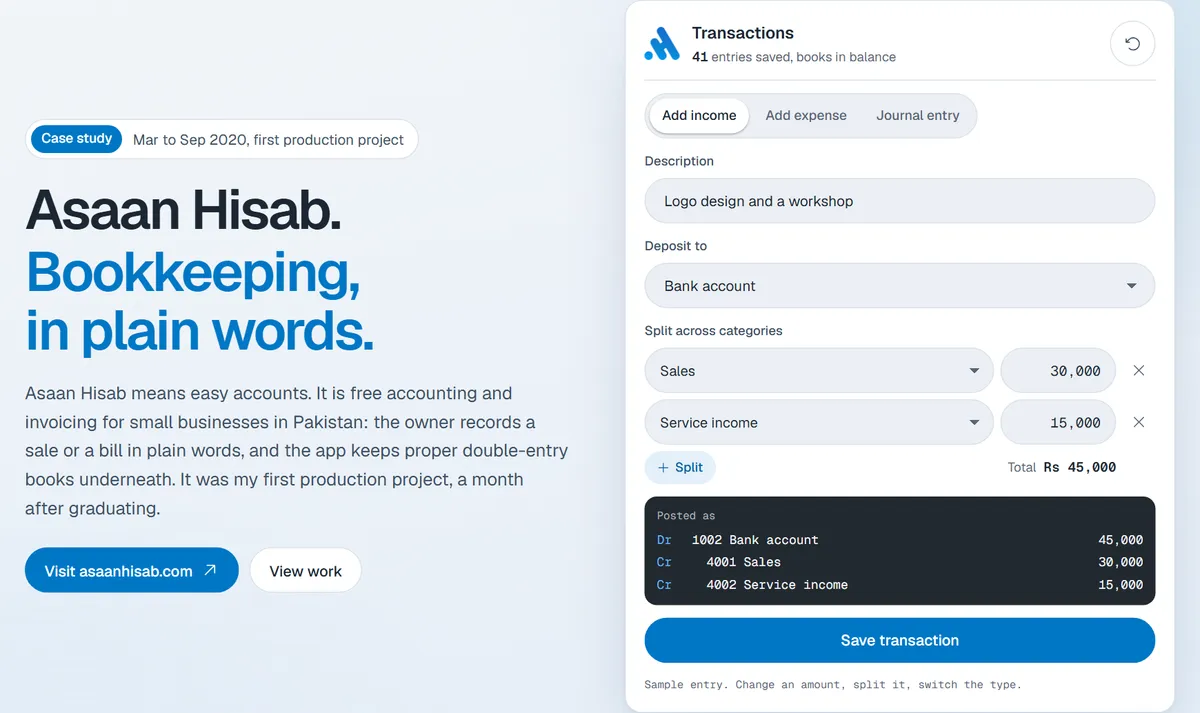 Case study Mar to Sep 2020, first production project
Asaan Hisab.
Bookkeeping,
in plain words.
Asaan Hisab means easy accounts. It is free accounting and
invoicing for small businesses in Pakistan: the owner records a
sale or a bill in plain words, and the app keeps proper double-entry
books underneath. It was my first production project, a month
after graduating.
Visit asaanhisab.com View work
Transactions
41 entries saved, books in balance
Add income Add expense Journal entry
Description
Logo design and a workshop
Deposit to
Bank account
Split across categories
Sales 30,000
Service income 15,000
+ Split Total Rs 45,000
Posted as
Dr 1002 Bank account 45,000
Cr 4001 Sales 30,000
Cr 4002 Service income 15,000
Save transaction
Sample entry. Change an amount, split it, switch the type.